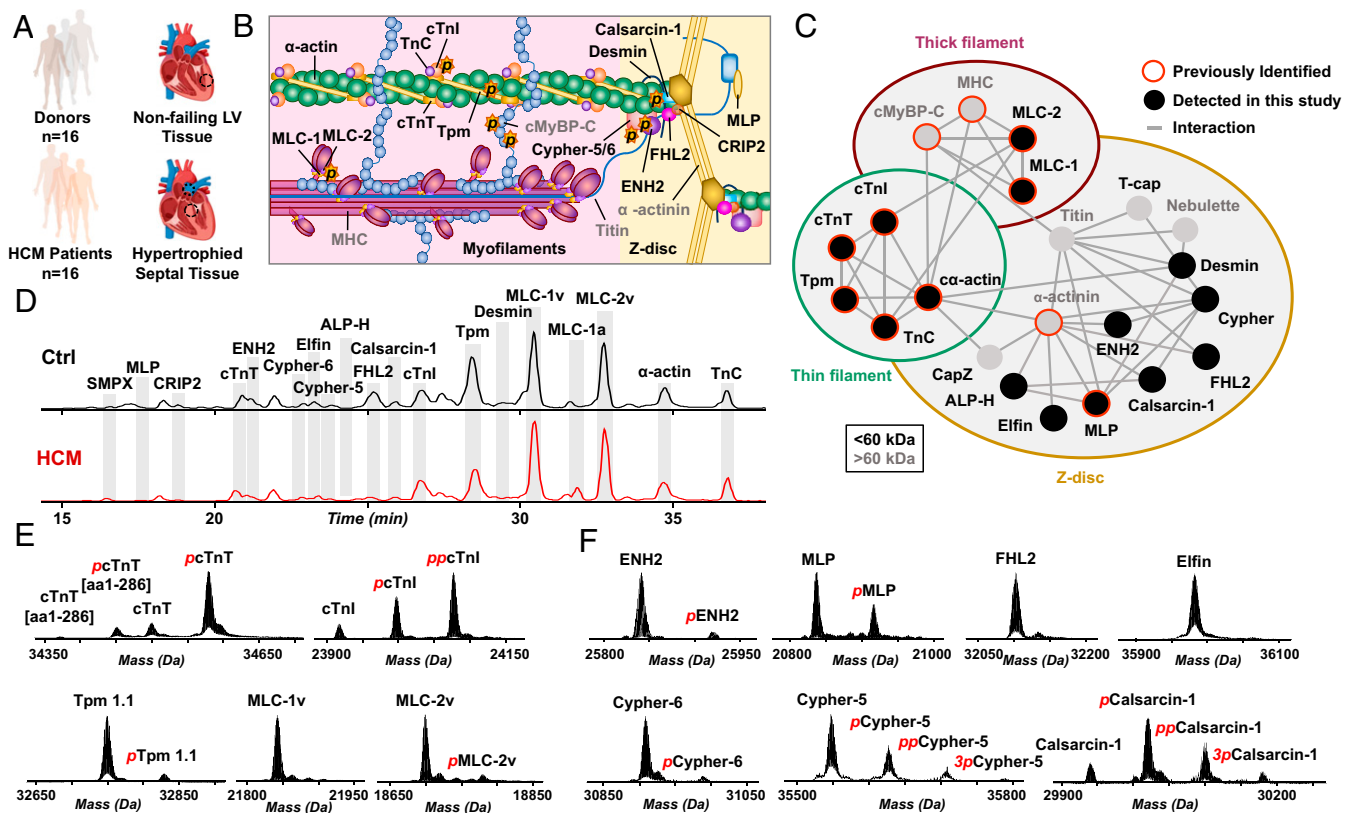 A
Donors
n=16
Non-failing LV
Tissue
HCM Patients
n=16
Hypertrophied
Septal Tissue
B
α-actin
TnC
cTnI
p
Calsarcin-1
Desmin
p
p
cTnT
Tpm
p
cMyBP-C
p
p
p
MLP
MLC-1
MLC-2
p
Cypher-5/6
FHL2
CRIP2
ENH2
α -actinin
Titin
MHC
Myofilaments
Z-disc
C
Thick filament
MHC
cMyBP-C
MLC-2
MLC-1
Previously Identified
Detected in this study
Interaction
cTnI
cTnT
Tpm
cα-actin
TnC
Thin filament
T-cap
Nebulette
Titin
Desmin
α-actinin
Cypher
ENH2
FHL2
CapZ
ALP-H
Calsarcin-1
Elfin
MLP
Z-disc
<60 kDa
>60 kDa
D
Ctrl
HCM
SMPX
MLP
CRIP2
cTnT
ENH2
Cypher-6
Elfin
Cypher-5
ALP-H
FHL2
Calsarcin-1
cTnI
Tpm
Desmin
MLC-1v
MLC-1a
MLC-2v
α-actin
TnC
15 20 30 35
Time (min)
E
cTnT
[aa1-286]
pcTnT
[aa1-286]
cTnT
pcTnT
34350 34650
Mass (Da)
cTnI
pcTnI
ppcTnI
23900 24150
Mass (Da)
Tpm 1.1
pTpm 1.1
32650 32850
Mass (Da)
MLC-1v
21800 21950
Mass (Da)
MLC-2v
pMLC-2v
18650 18850
Mass (Da)
F
ENH2
pENH2
25800 25950
Mass (Da)
MLP
pMLP
20800 21000
Mass (Da)
FHL2
32050 32200
Mass (Da)
Elfin
35900 36100
Mass (Da)
Cypher-6
pCypher-6
30850 31050
Mass (Da)
Cypher-5
pCypher-5
ppCypher-5
3pCypher-5
35500 35800
Mass (Da)
Calsarcin-1
pCalsarcin-1
ppCalsarcin-1
3pCalsarcin-1
29900 30200
Mass (Da)